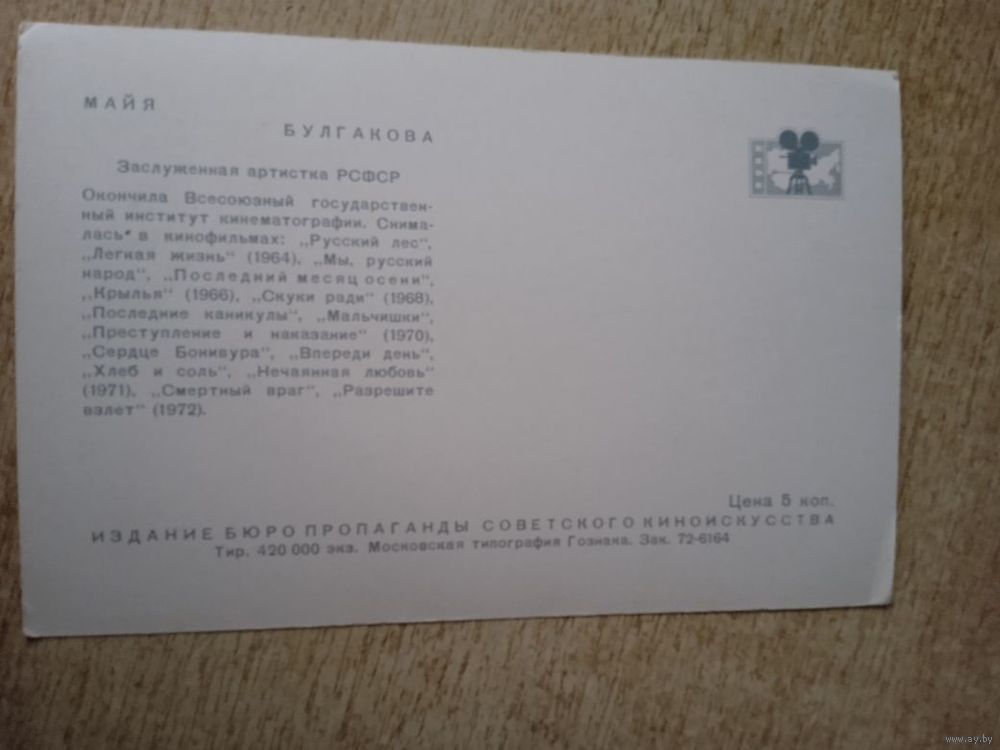 МАЙЯ
БУЛГАКОВА
Заслуженная артистка РСФСР
Окончила Всесоюзный государствен-
ный институт кинематографии. Снима-
лась в кинофильмах: „Русский лес“,
„Легкая жизнь“ (1964), „Мы, русский
народ“, „Последний месяц осени“,
„Крылья“ (1966), „Скуки ради“ (1968),
„Последние каникулы“, „Мальчишки“,
„Преступление и наказание“ (1970),
„Сердце Бонивура“, „Впереди день“,
„Хлеб и соль“, „Нечаянная любовь“
(1971), „Смертный враг“, „Разрешите
взлет“ (1972).
Цена 5 коп.
ИЗДАНИЕ БЮРО ПРОПАГАНДЫ СОВЕТСКОГО КИНОИСКУССТВА
Тир. 420 000 экз. Московская типография Гознака. Зак. 72-6164
www.ay.by